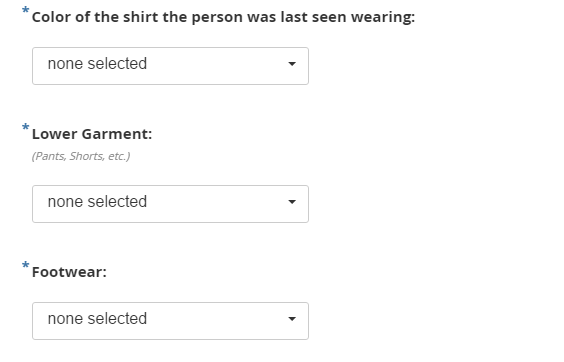 * Color of the shirt the person was last seen wearing:
none selected
* Lower Garment:
(Pants, Shorts, etc.)
none selected
* Footwear:
none selected